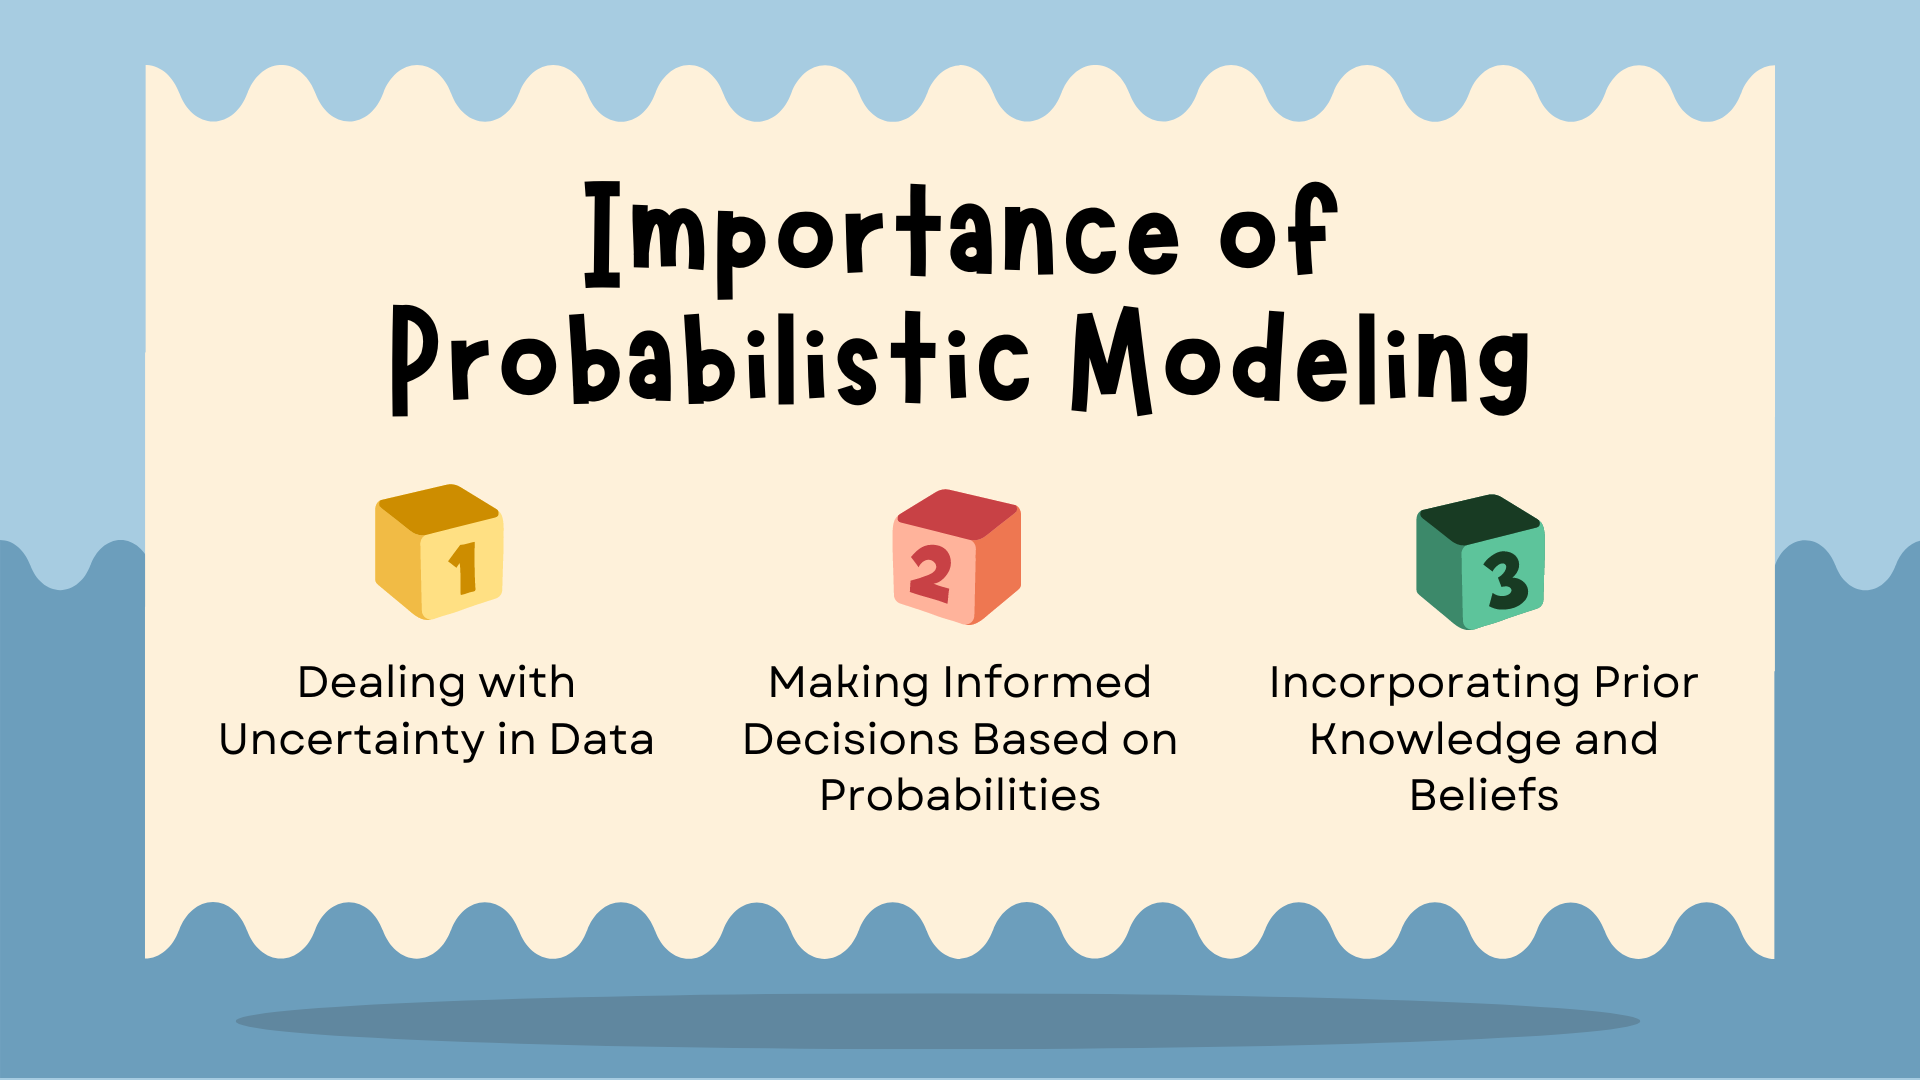 Importance of
Probabilistic Modeling
1
2
3
Dealing with
Uncertainty in Data
Making Informed
Decisions Based on
Probabilities
Incorporating Prior
Knowledge and
Beliefs